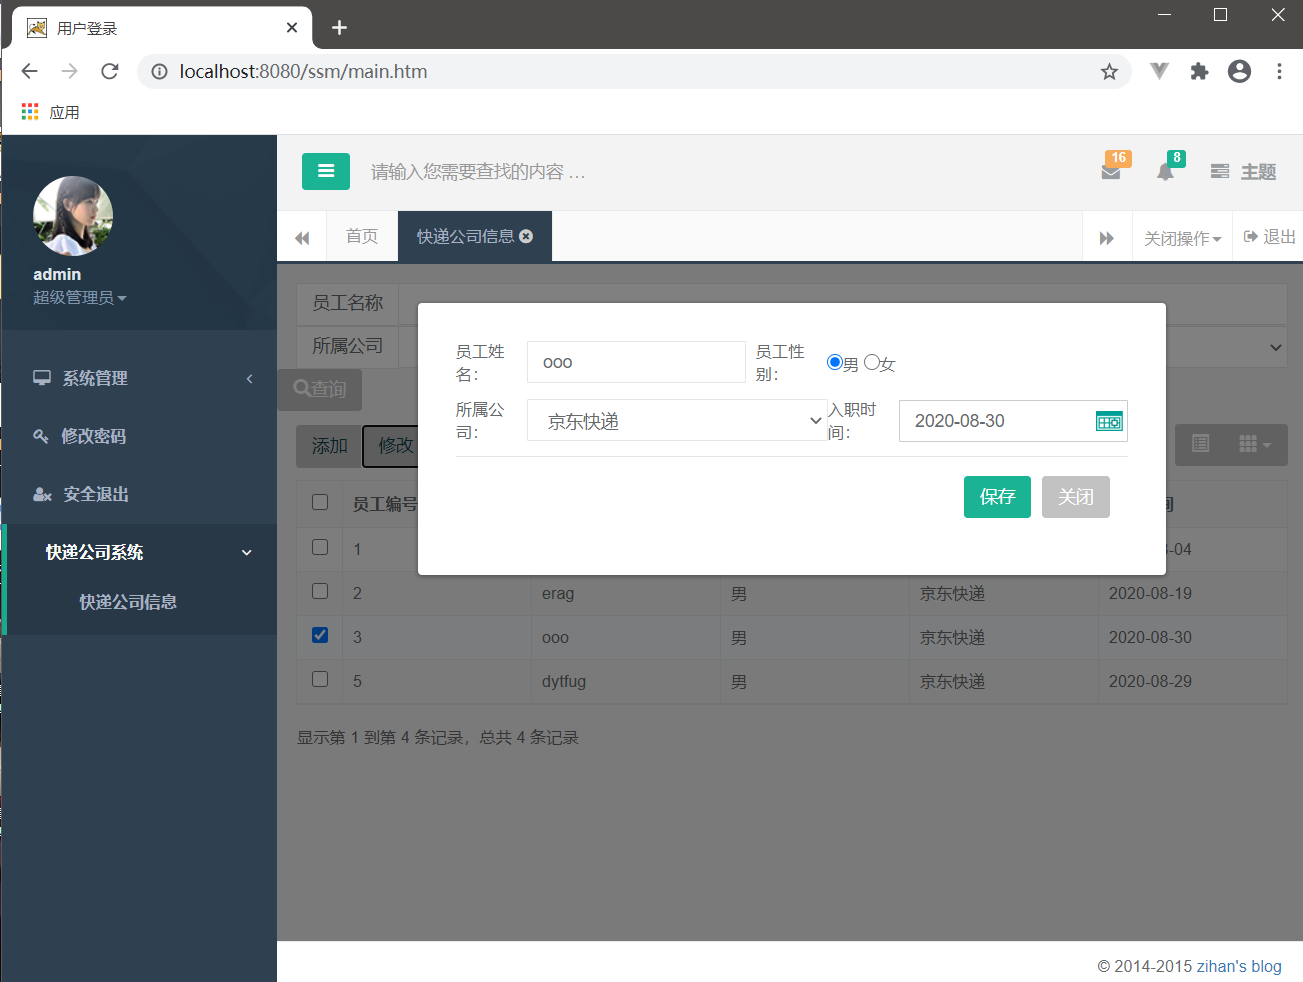 用户登录
localhost:8080/ssm/main.htm
应用
admin
超级管理员
系统管理
修改密码
安全退出
快递公司系统
快递公司信息
请输入您需要查找的内容 …
16
8
主题
首页
快递公司信息
关闭操作
退出
员工名称
所属公司
查询
添加
修改
员工姓
名：
ooo
员工性
别：
男
女
所属公
司：
京东快递
入职时
间：
2020-08-30
保存
关闭
员工编号
1
-04
2 erag 男 京东快递 2020-08-19
3 ooo 男 京东快递 2020-08-30
5 dytfug 男 京东快递 2020-08-29
显示第 1 到第 4 条记录，总共 4 条记录
© 2014-2015 zihan's blog